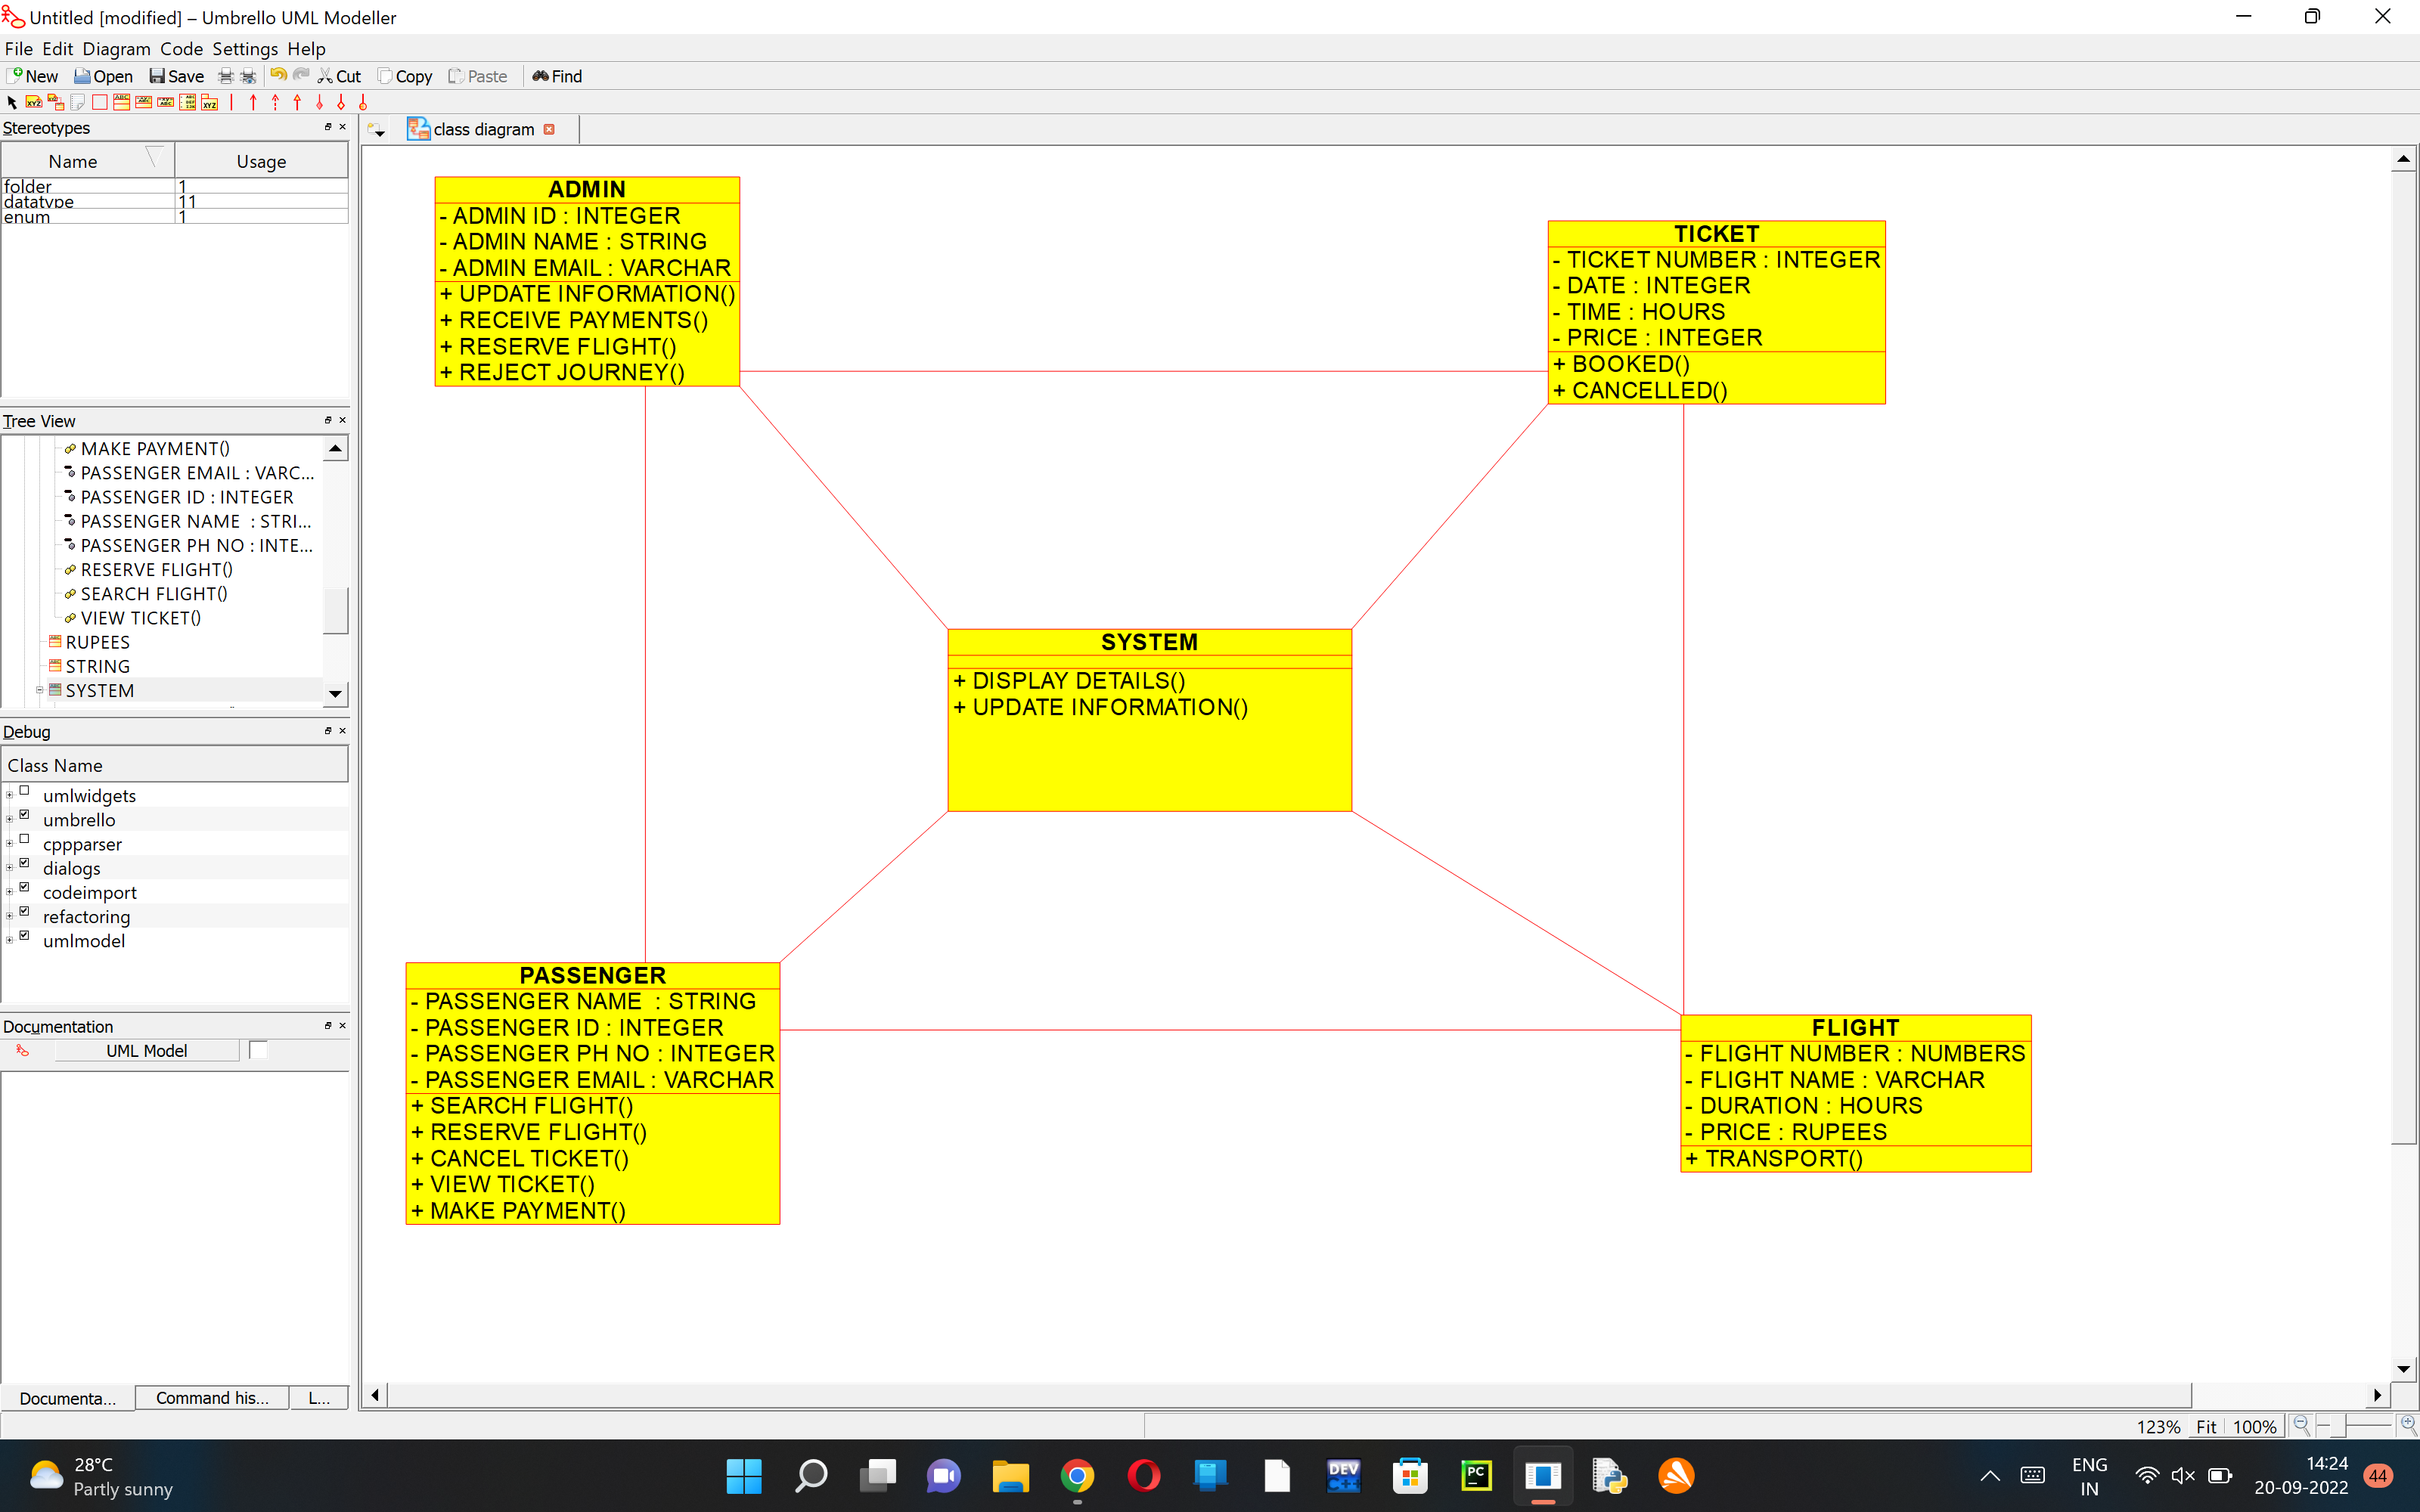 Untitled [modified] – Umbrello UML Modeller
File Edit Diagram Code Settings Help
New Open Save Cut Copy Paste Find
Stereotypes
Name Usage
folder 1
datatype 11
enum 1
Tree View
MAKE PAYMENT()
PASSENGER EMAIL : VARC...
PASSENGER ID : INTEGER
PASSENGER NAME  : STRI...
PASSENGER PH NO : INTE...
RESERVE FLIGHT()
SEARCH FLIGHT()
VIEW TICKET()
RUPEES
STRING
SYSTEM
Debug
Class Name
umlwidgets
umbrello
cppparser
dialogs
codeimport
refactoring
umlmodel
Documentation
UML Model
Documenta... Command his... L...
class diagram
ADMIN
- ADMIN ID : INTEGER
- ADMIN NAME : STRING
- ADMIN EMAIL : VARCHAR
+ UPDATE INFORMATION()
+ RECEIVE PAYMENTS()
+ RESERVE FLIGHT()
+ REJECT JOURNEY()
TICKET
- TICKET NUMBER : INTEGER
- DATE : INTEGER
- TIME : HOURS
- PRICE : INTEGER
+ BOOKED()
+ CANCELLED()
SYSTEM
+ DISPLAY DETAILS()
+ UPDATE INFORMATION()
PASSENGER
- PASSENGER NAME  : STRING
- PASSENGER ID : INTEGER
- PASSENGER PH NO : INTEGER
- PASSENGER EMAIL : VARCHAR
+ SEARCH FLIGHT()
+ RESERVE FLIGHT()
+ CANCEL TICKET()
+ VIEW TICKET()
+ MAKE PAYMENT()
FLIGHT
- FLIGHT NUMBER : NUMBERS
- FLIGHT NAME : VARCHAR
- DURATION : HOURS
- PRICE : RUPEES
+ TRANSPORT()
123% Fit 100%
28°C
Partly sunny
DEV C++
PC
ENG
IN
14:24
20-09-2022
44